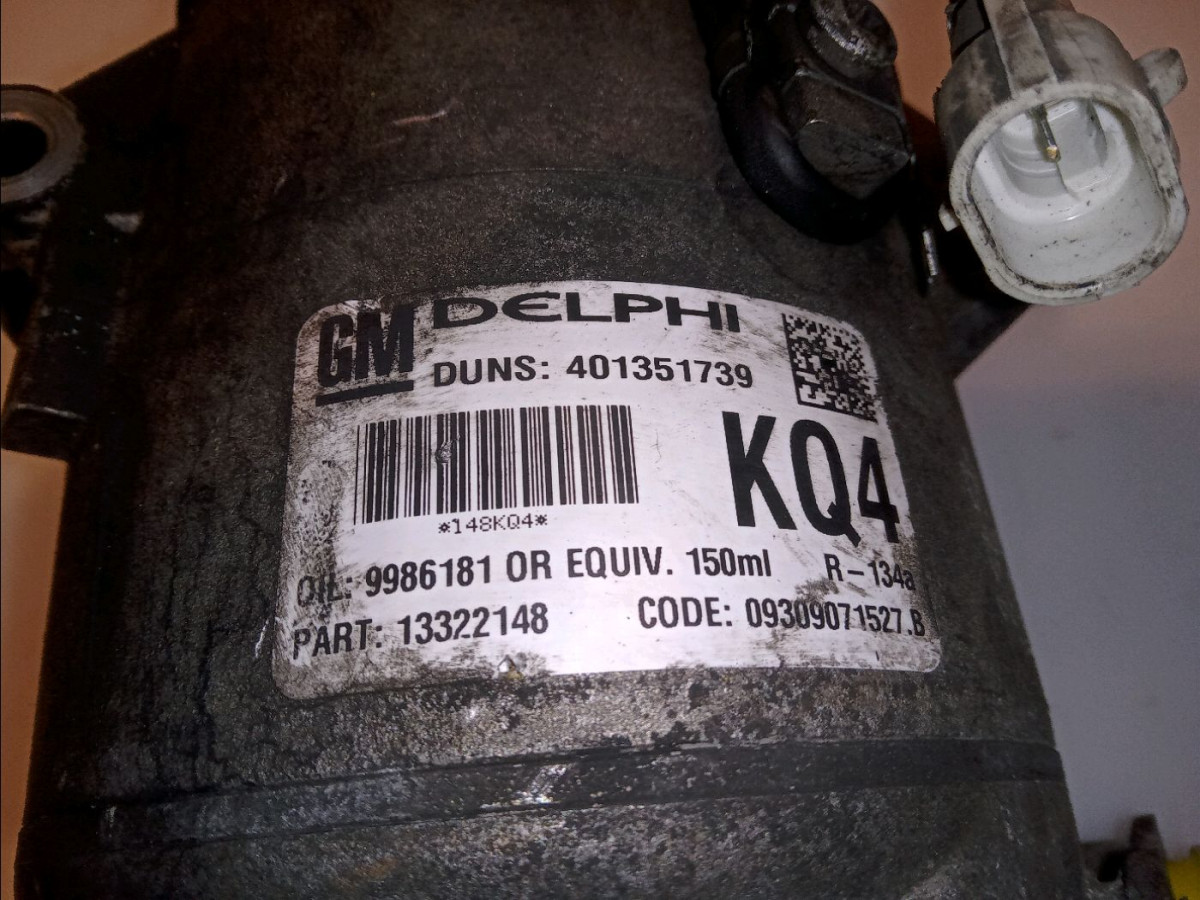 GM DELPHI
DUNS: 401351739
KQ4
*148KQ4*
OIL: 9986181 OR EQUIV. 150ml R-134a
PART: 13322148 CODE: 09309071527.B